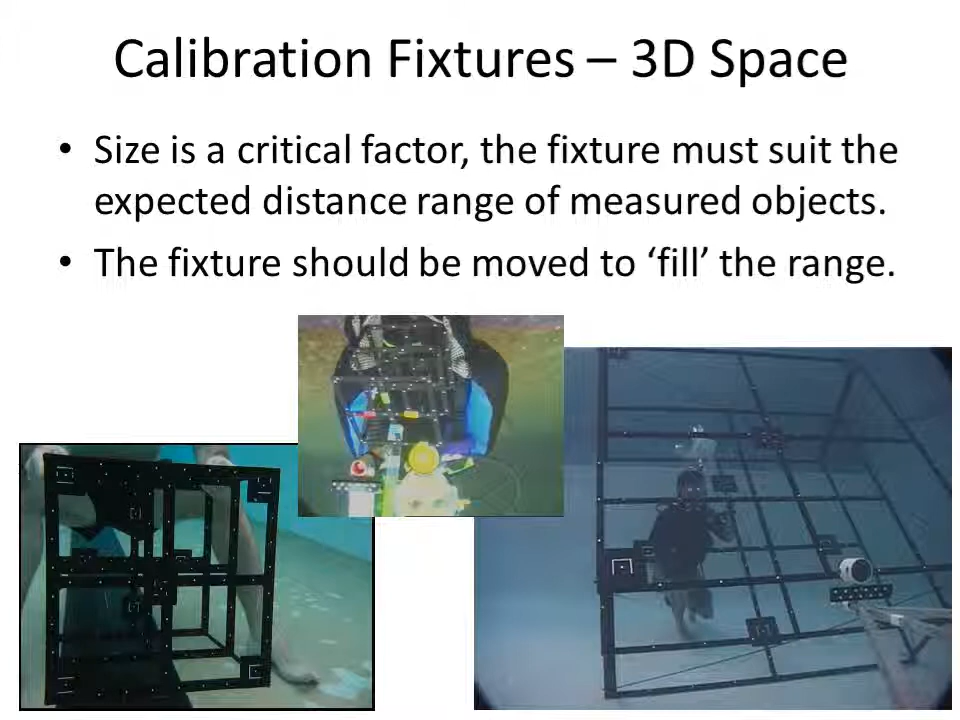 Calibration Fixtures – 3D Space
• Size is a critical factor, the fixture must suit the
expected distance range of measured objects.
• The fixture should be moved to ‘fill’ the range.